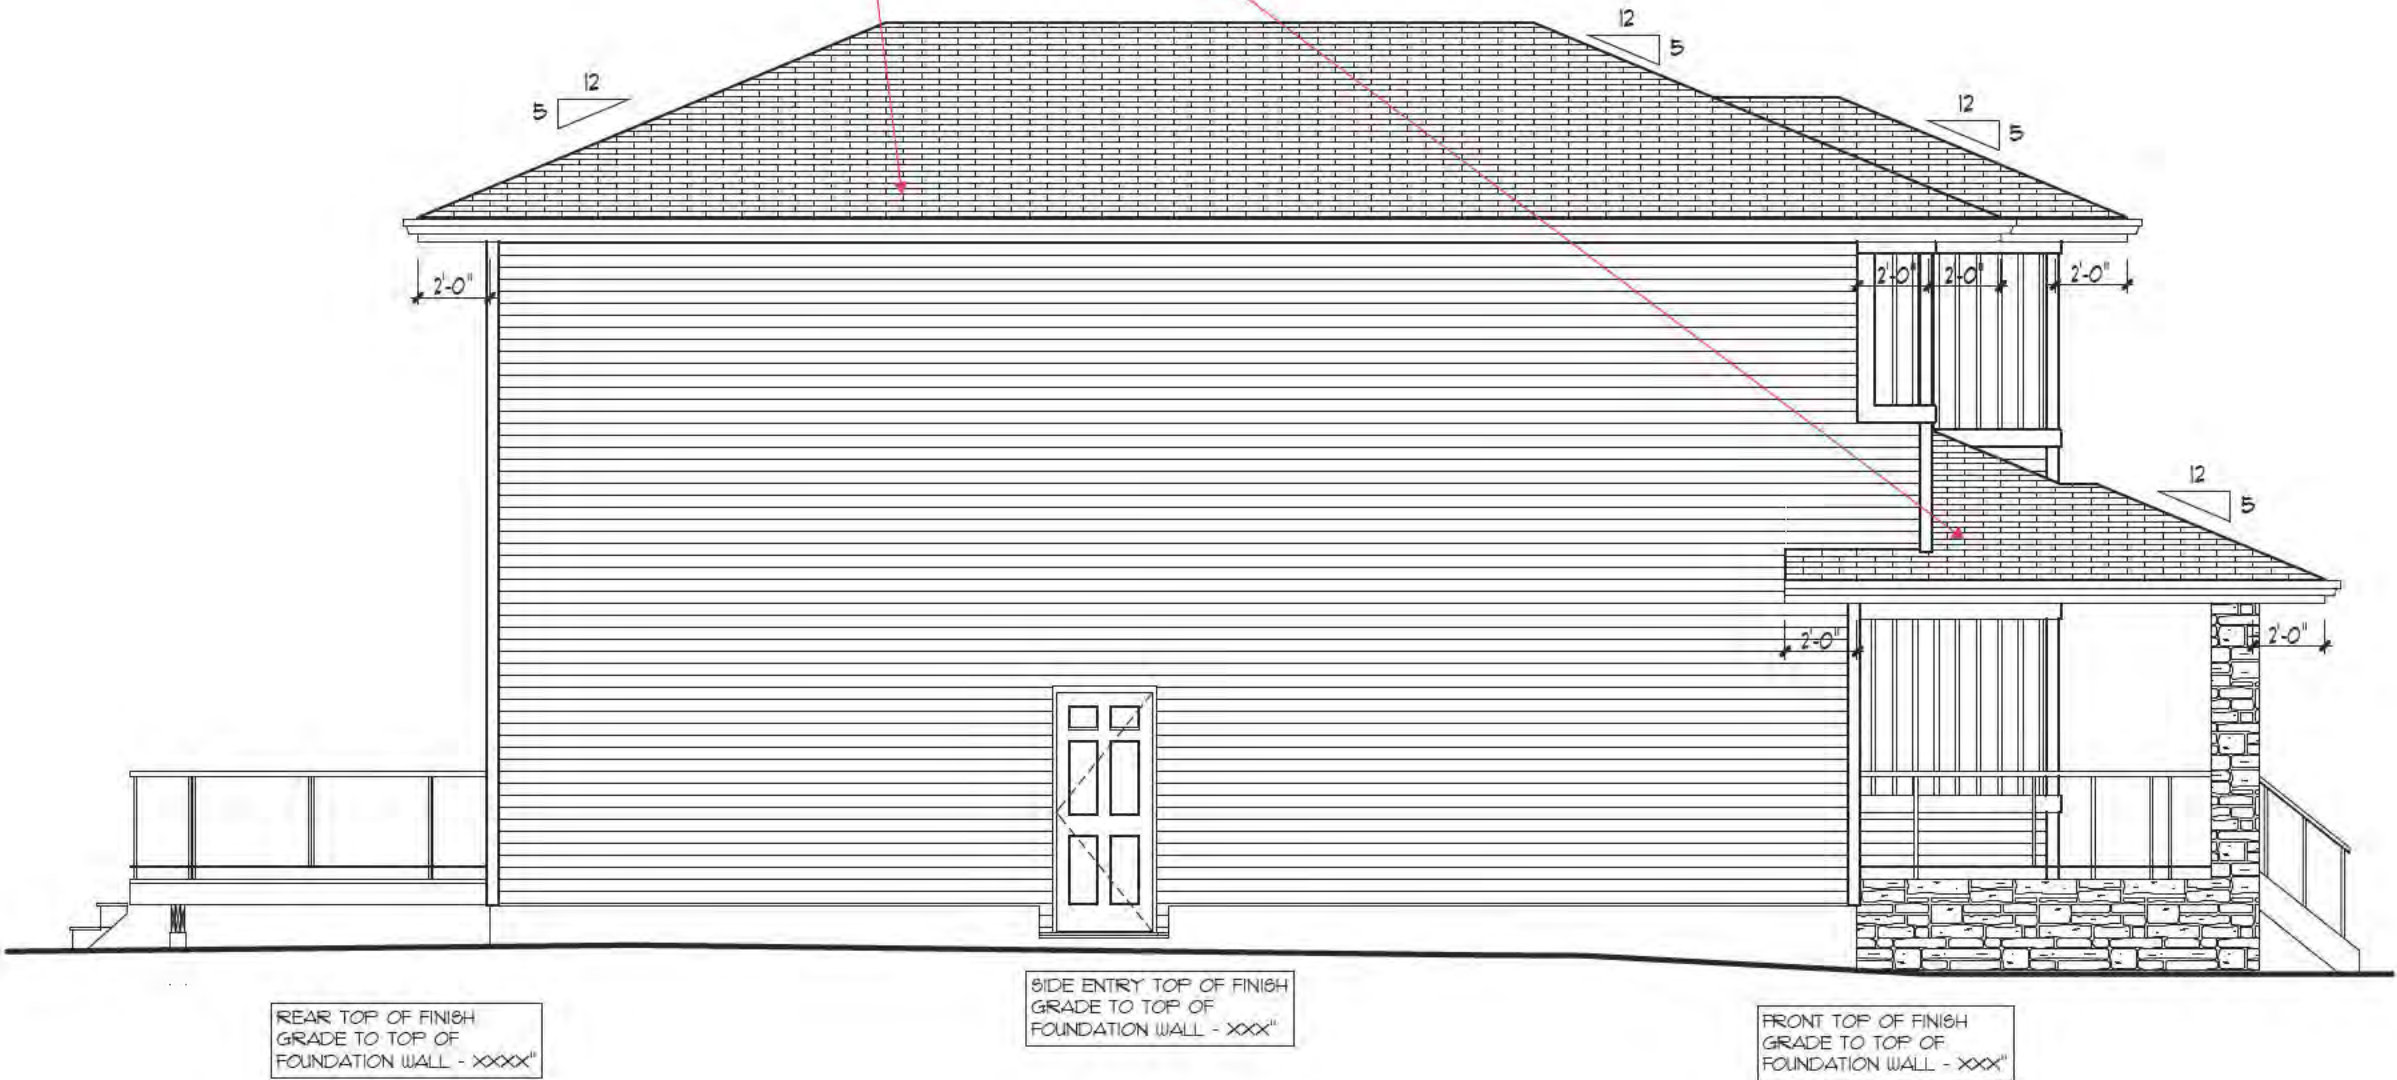 12
5
12
5
12
5
2'-0"
2'-0"
2'-0"
2'-0"
12
5
2'-0"
2'-0"
SIDE ENTRY TOP OF FINISH
GRADE TO TOP OF
FOUNDATION WALL - XXX"
REAR TOP OF FINISH
GRADE TO TOP OF
FOUNDATION WALL - XXXX"
FRONT TOP OF FINISH
GRADE TO TOP OF
FOUNDATION WALL - XXX"